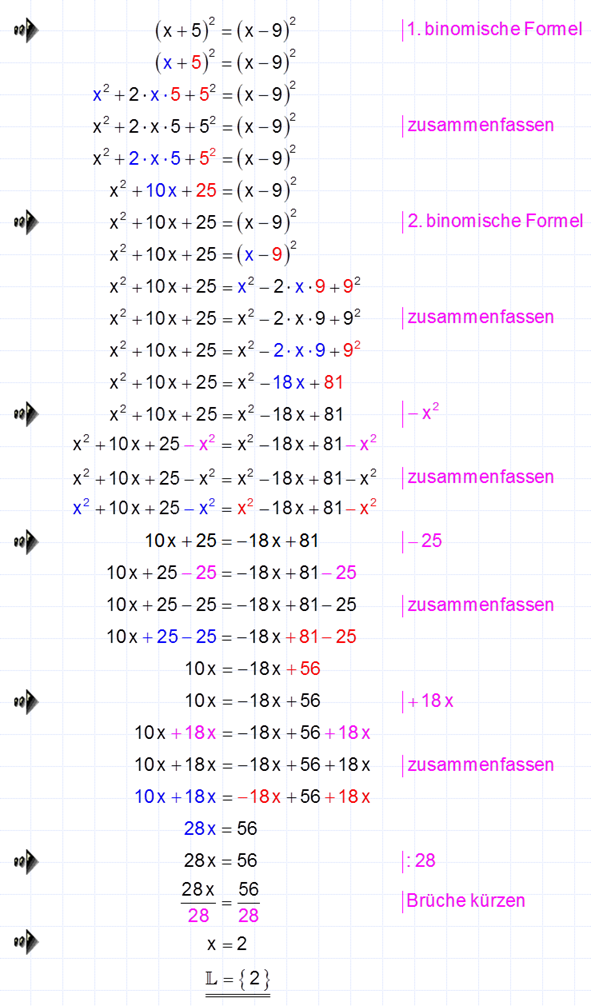 (x + 5)² = (x − 9)² | 1. binomische Formel
(x + 5)² = (x − 9)²
x² + 2 · x · 5 + 5² = (x − 9)²
x² + 2 · x · 5 + 5² = (x − 9)² | zusammenfassen
x² + 2 · x · 5 + 5² = (x − 9)²
x² + 10x + 25 = (x − 9)²
x² + 10x + 25 = (x − 9)² | 2. binomische Formel
x² + 10x + 25 = (x − 9)²
x² + 10x + 25 = x² − 2 · x · 9 + 9²
x² + 10x + 25 = x² − 2 · x · 9 + 9² | zusammenfassen
x² + 10x + 25 = x² − 2 · x · 9 + 9²
x² + 10x + 25 = x² − 18x + 81
x² + 10x + 25 = x² − 18x + 81 | − x²
x² + 10x + 25 − x² = x² − 18x + 81 − x²
x² + 10x + 25 − x² = x² − 18x + 81 − x² | zusammenfassen
x² + 10x + 25 − x² = x² − 18x + 81 − x²
10x + 25 = −18x + 81 | − 25
10x + 25 − 25 = −18x + 81 − 25
10x + 25 − 25 = −18x + 81 − 25 | zusammenfassen
10x + 25 − 25 = −18x + 81 − 25
10x = −18x + 56
10x = −18x + 56 | + 18x
10x + 18x = −18x + 56 + 18x
10x + 18x = −18x + 56 + 18x | zusammenfassen
10x + 18x = −18x + 56 + 18x
28x = 56
28x = 56 | : 28
28x/28 = 56/28 | Brüche kürzen
x = 2
𝕃 = { 2 }